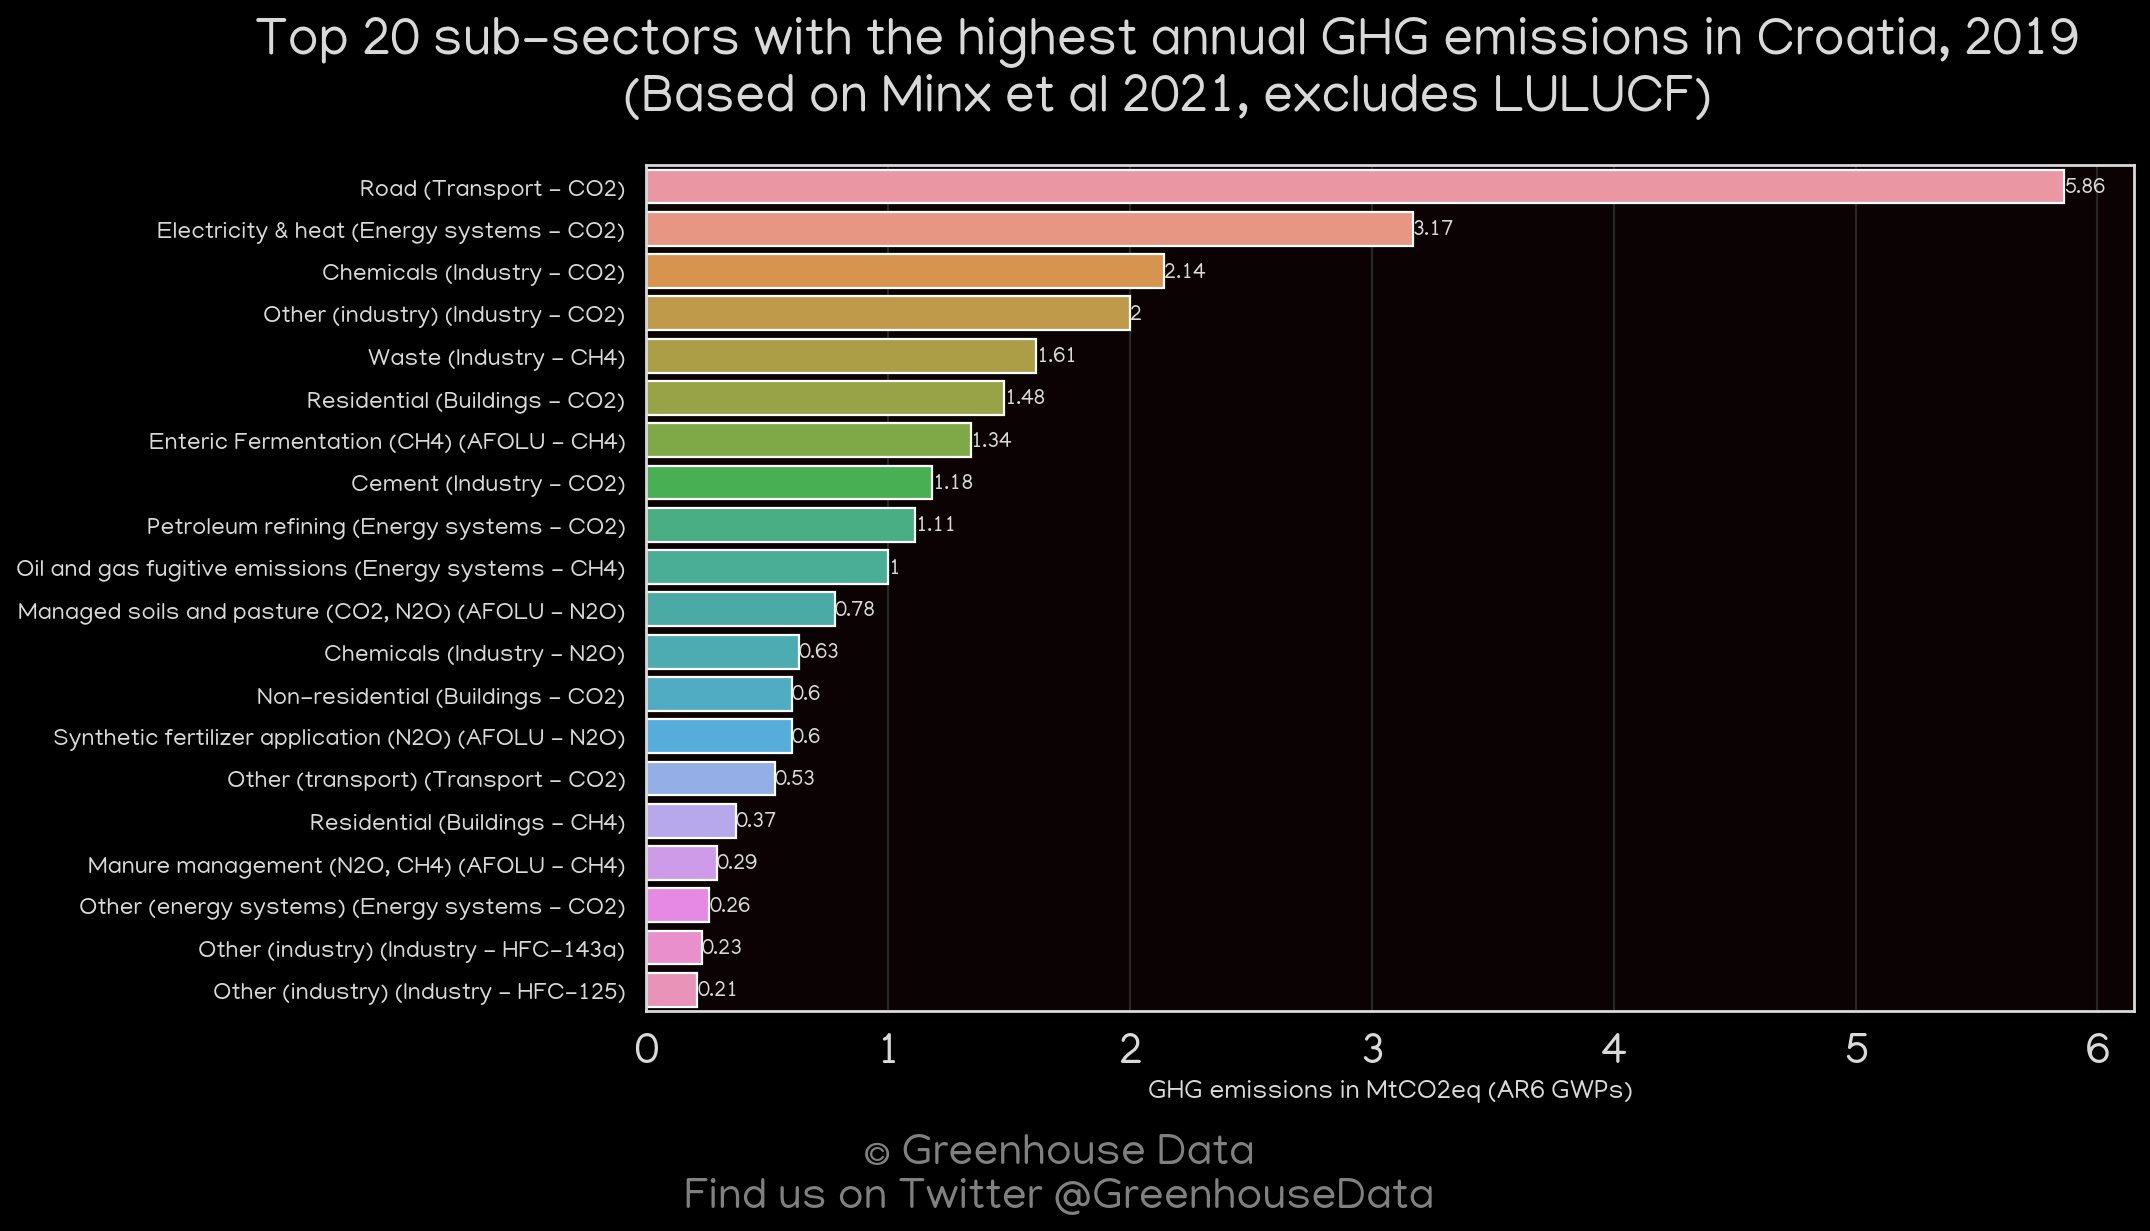 Top 20 sub-sectors with the highest annual GHG emissions in Croatia, 2019
(Based on Minx et al 2021, excludes LULUCF)
Road (Transport - CO2) 5.86
Electricity & heat (Energy systems - CO2) 3.17
Chemicals (Industry - CO2) 2.14
Other (industry) (Industry - CO2) 2
Waste (Industry - CH4) 1.61
Residential (Buildings - CO2) 1.48
Enteric Fermentation (CH4) (AFOLU - CH4) 1.34
Cement (Industry - CO2) 1.18
Petroleum refining (Energy systems - CO2) 1.11
Oil and gas fugitive emissions (Energy systems - CH4) 1
Managed soils and pasture (CO2, N2O) (AFOLU - N2O) 0.78
Chemicals (Industry - N2O) 0.63
Non-residential (Buildings - CO2) 0.6
Synthetic fertilizer application (N2O) (AFOLU - N2O) 0.6
Other (transport) (Transport - CO2) 0.53
Residential (Buildings - CH4) 0.37
Manure management (N2O, CH4) (AFOLU - CH4) 0.29
Other (energy systems) (Energy systems - CO2) 0.26
Other (industry) (Industry - HFC-143a) 0.23
Other (industry) (Industry - HFC-125) 0.21
0 1 2 3 4 5 6
GHG emissions in MtCO2eq (AR6 GWPs)
© Greenhouse Data
Find us on Twitter @GreenhouseData